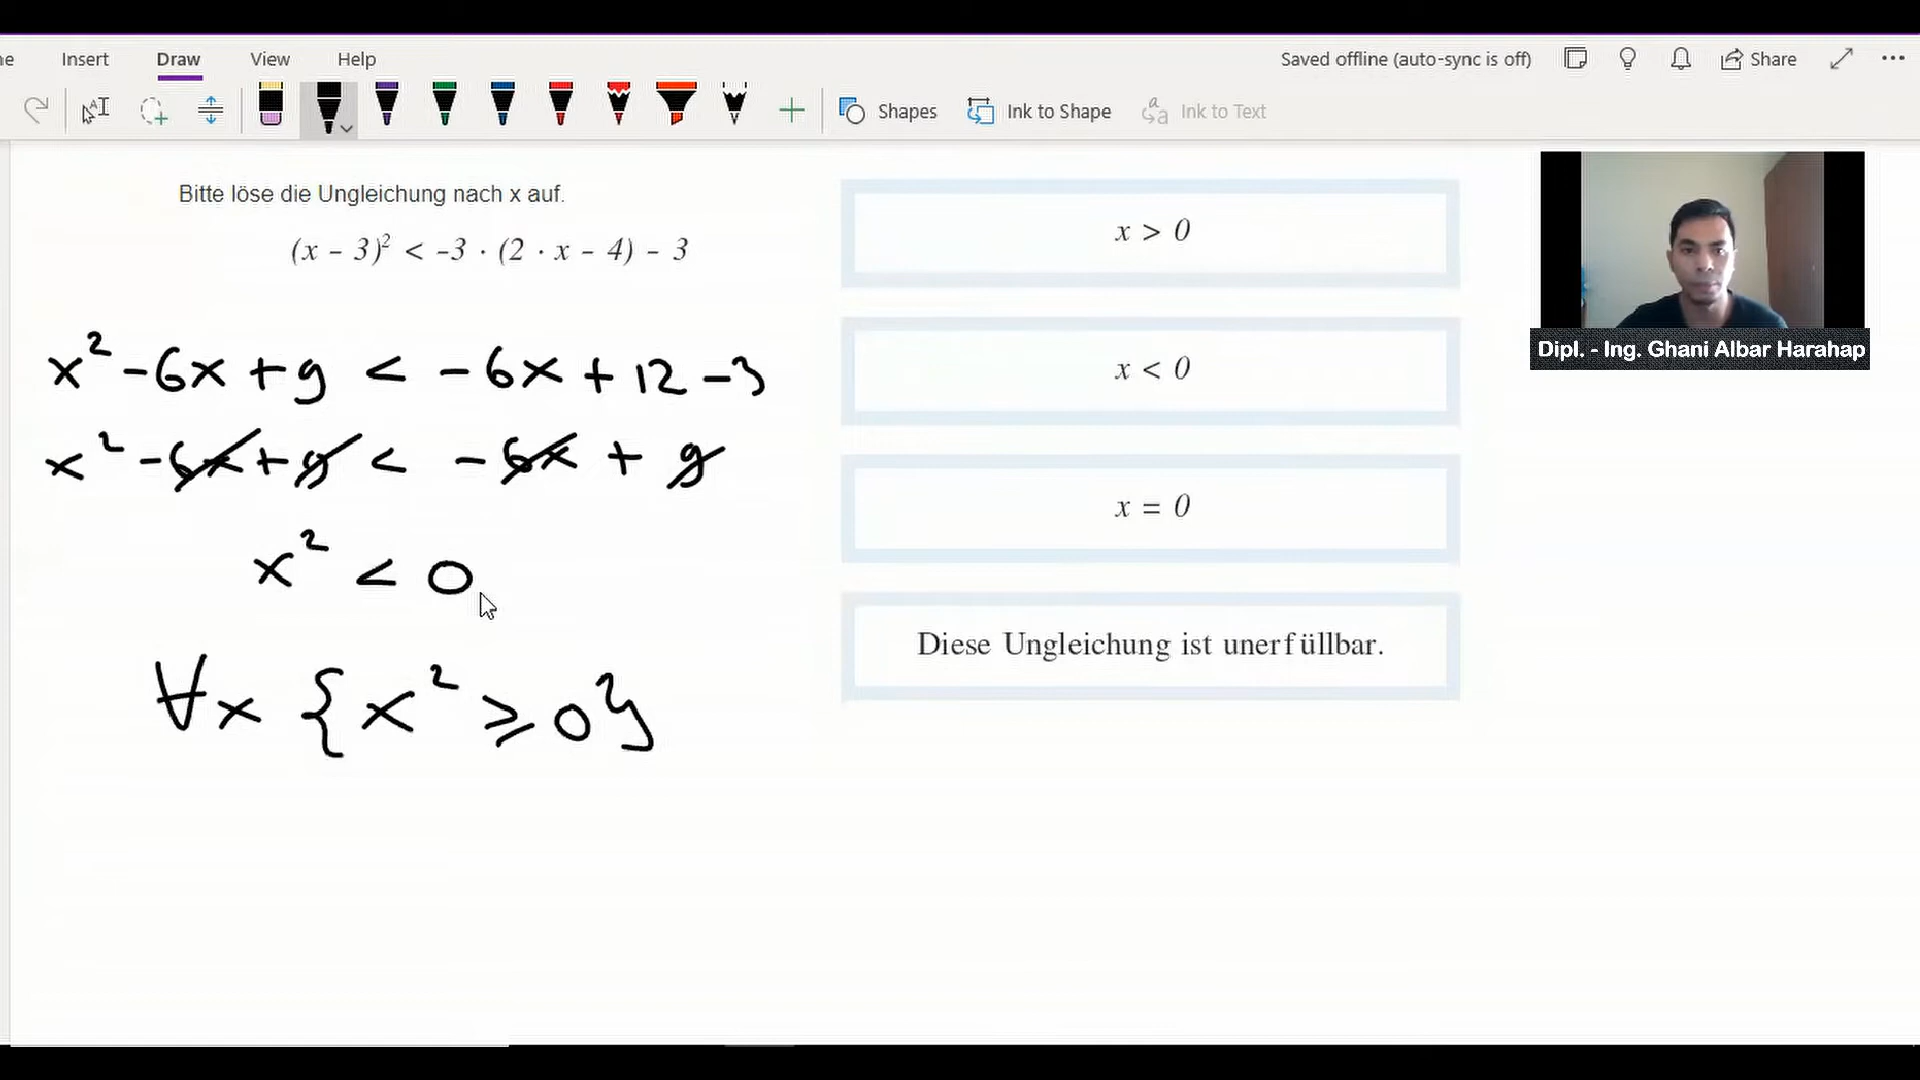 Insert Draw View Help Saved offline (auto-sync is off) Share
Shapes Ink to Shape Ink to Text
Bitte löse die Ungleichung nach x auf.
(x – 3)² < –3 · (2 · x – 4) – 3
x² – 6x + 9 < – 6x + 12 – 3
x² – 6x + 9 < – 6x + 9
x² < 0
∀x {x² ⩾ 0}
x > 0
x < 0
x = 0
Diese Ungleichung ist unerfüllbar.
Dipl. - Ing. Ghani Albar Harahap